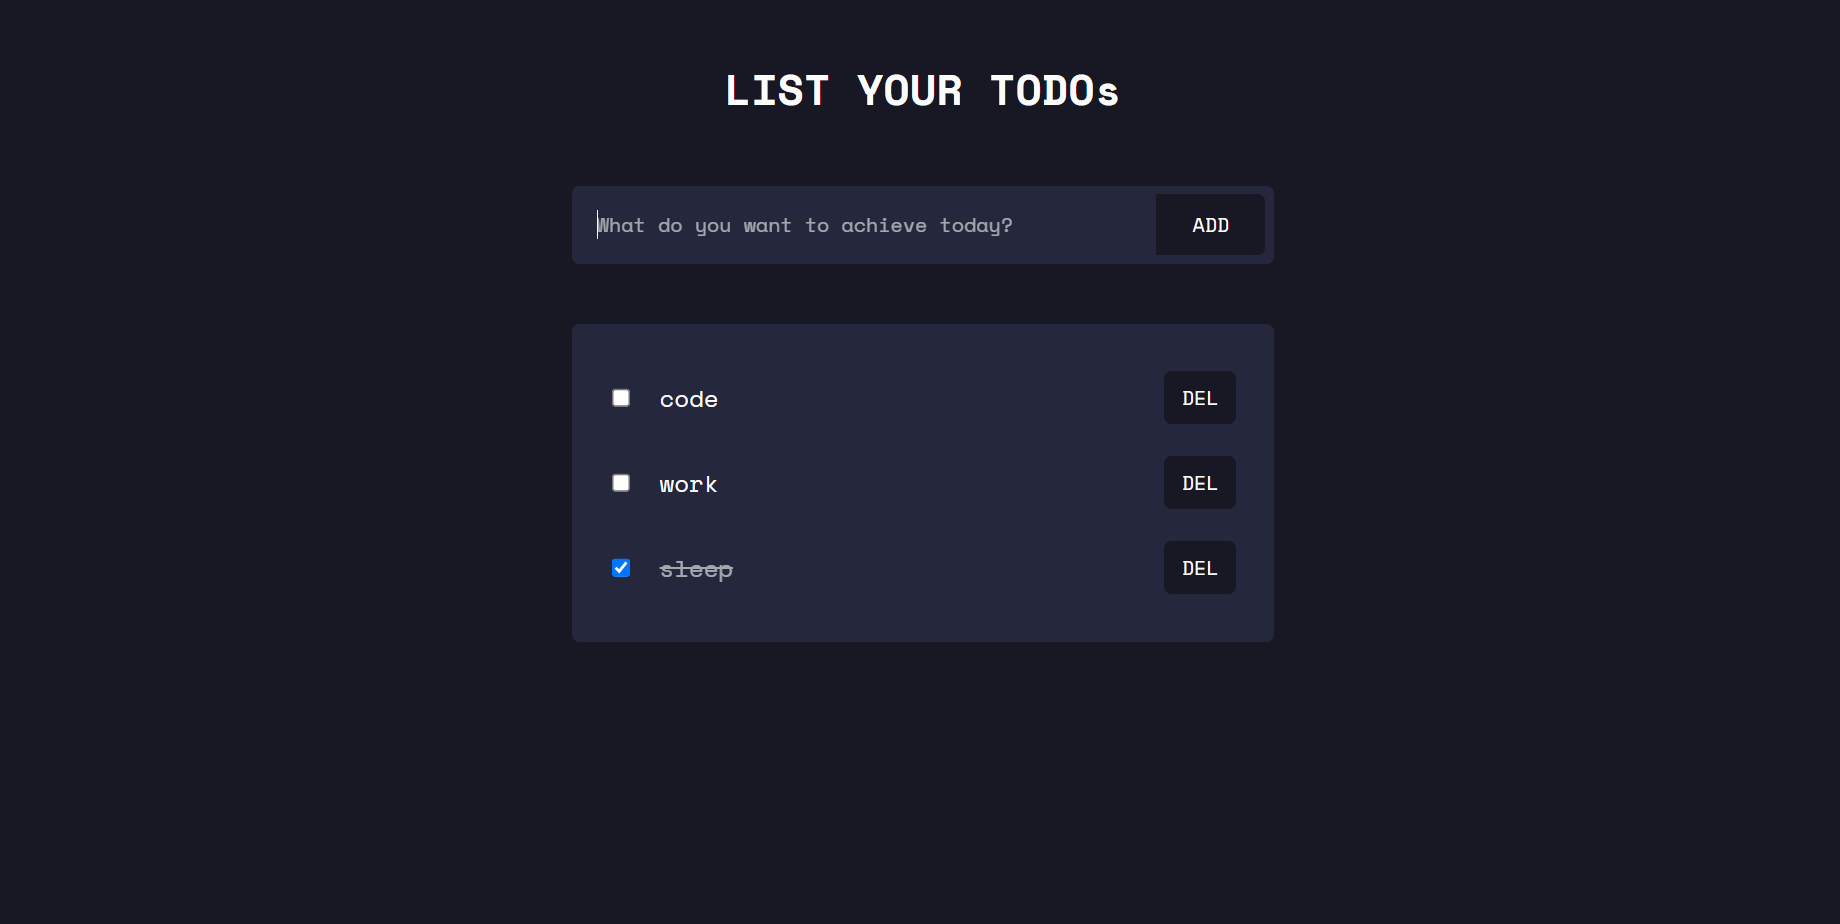 LIST YOUR TODOs
What do you want to achieve today? ADD
code DEL
work DEL
sleep DEL